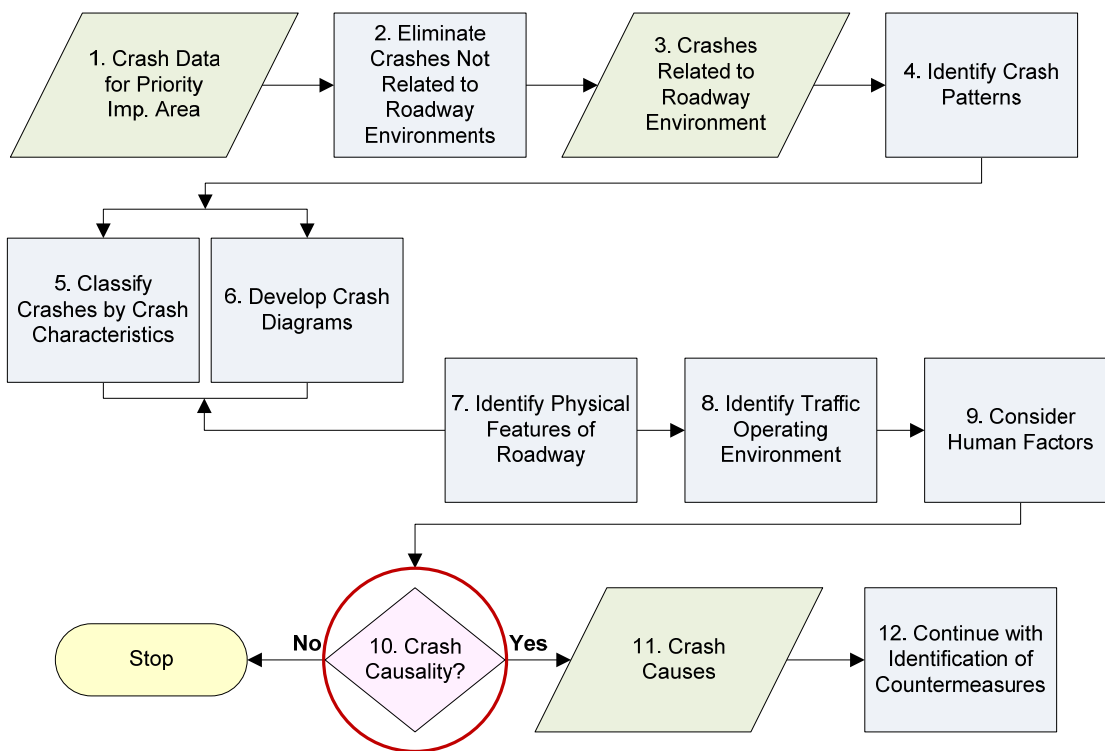 1. Crash Data
for Priority
Imp. Area
2. Eliminate
Crashes Not
Related to
Roadway
Environments
3. Crashes
Related to
Roadway
Environment
4. Identify Crash
Patterns
5. Classify
Crashes by Crash
Characteristics
6. Develop Crash
Diagrams
7. Identify Physical
Features of
Roadway
8. Identify Traffic
Operating
Environment
9. Consider
Human Factors
Stop
No
10. Crash
Causality?
Yes
11. Crash
Causes
12. Continue with
Identification of
Countermeasures